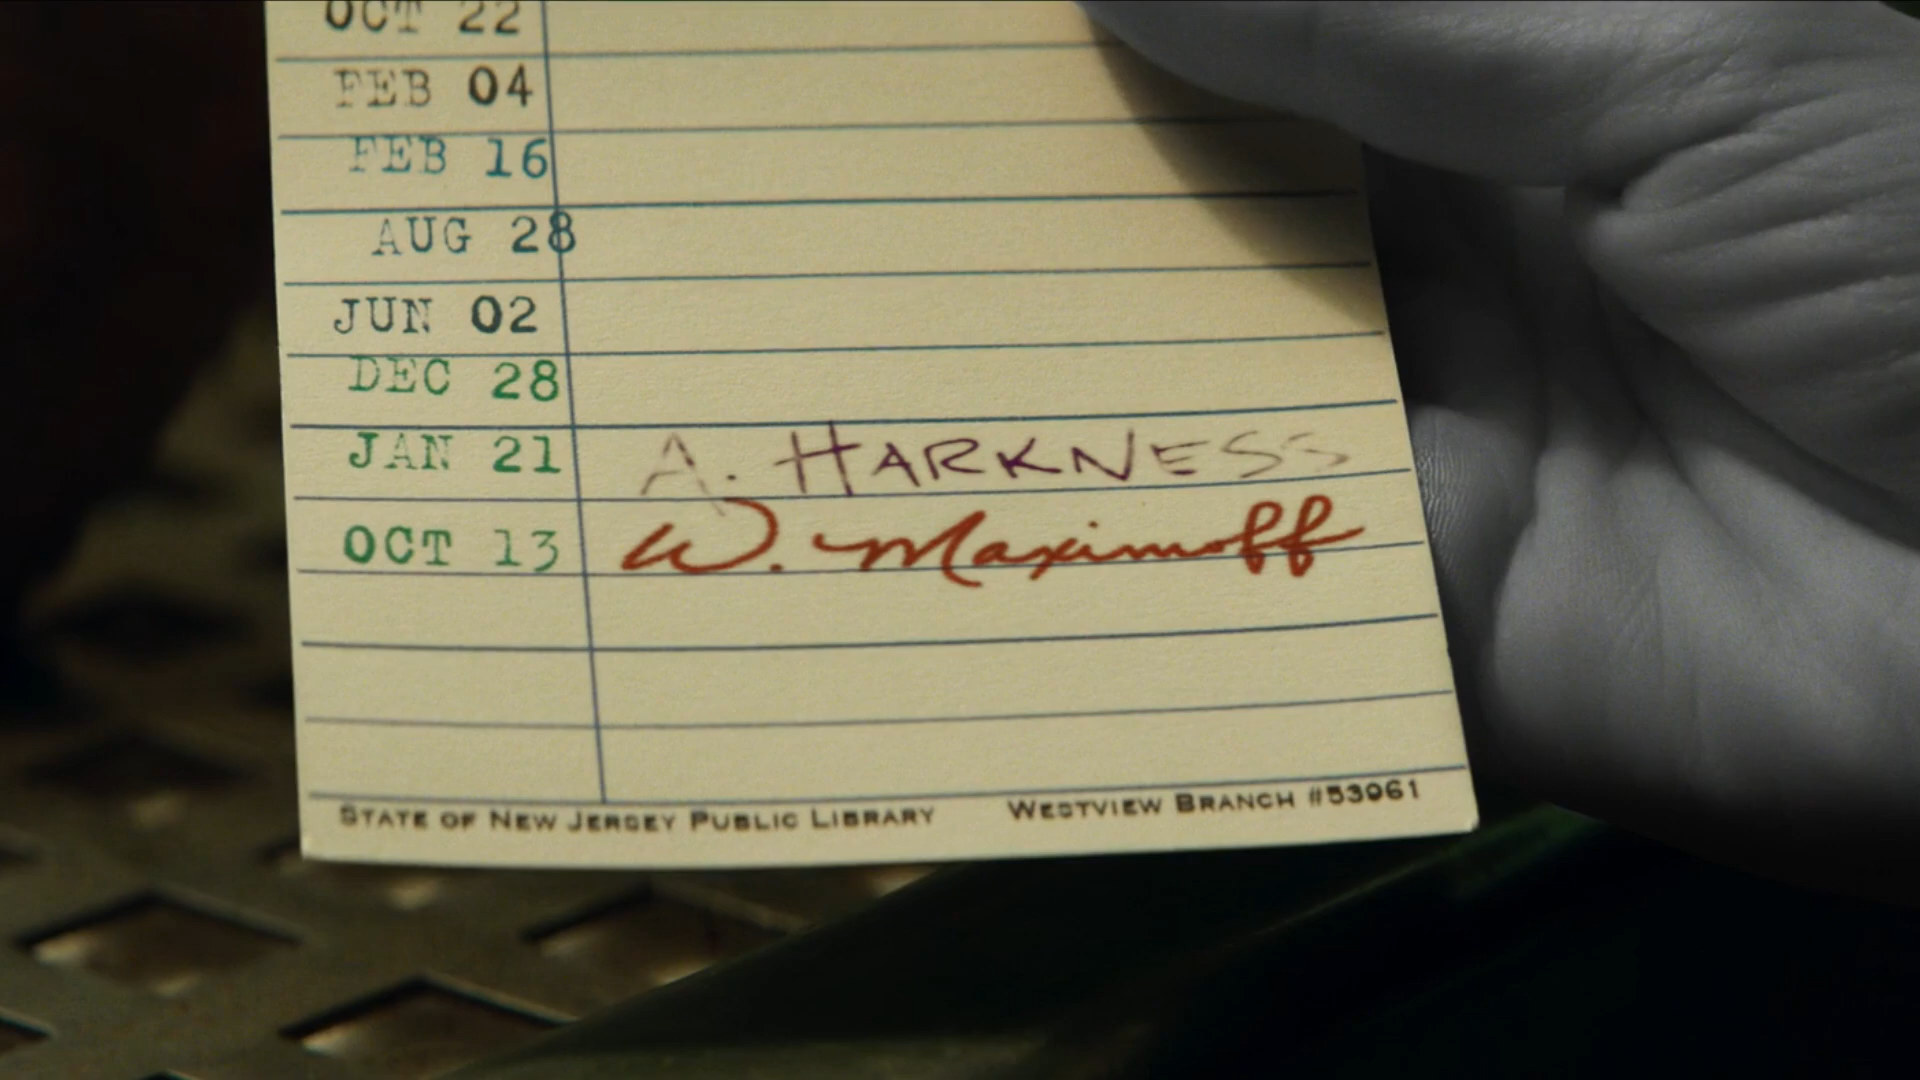 OCT 22
FEB 04
FEB 16
AUG 28
JUN 02
DEC 28
JAN 21 A. HARKNESS
OCT 13 W. Maximoff
STATE OF NEW JERSEY PUBLIC LIBRARY WESTVIEW BRANCH #53061